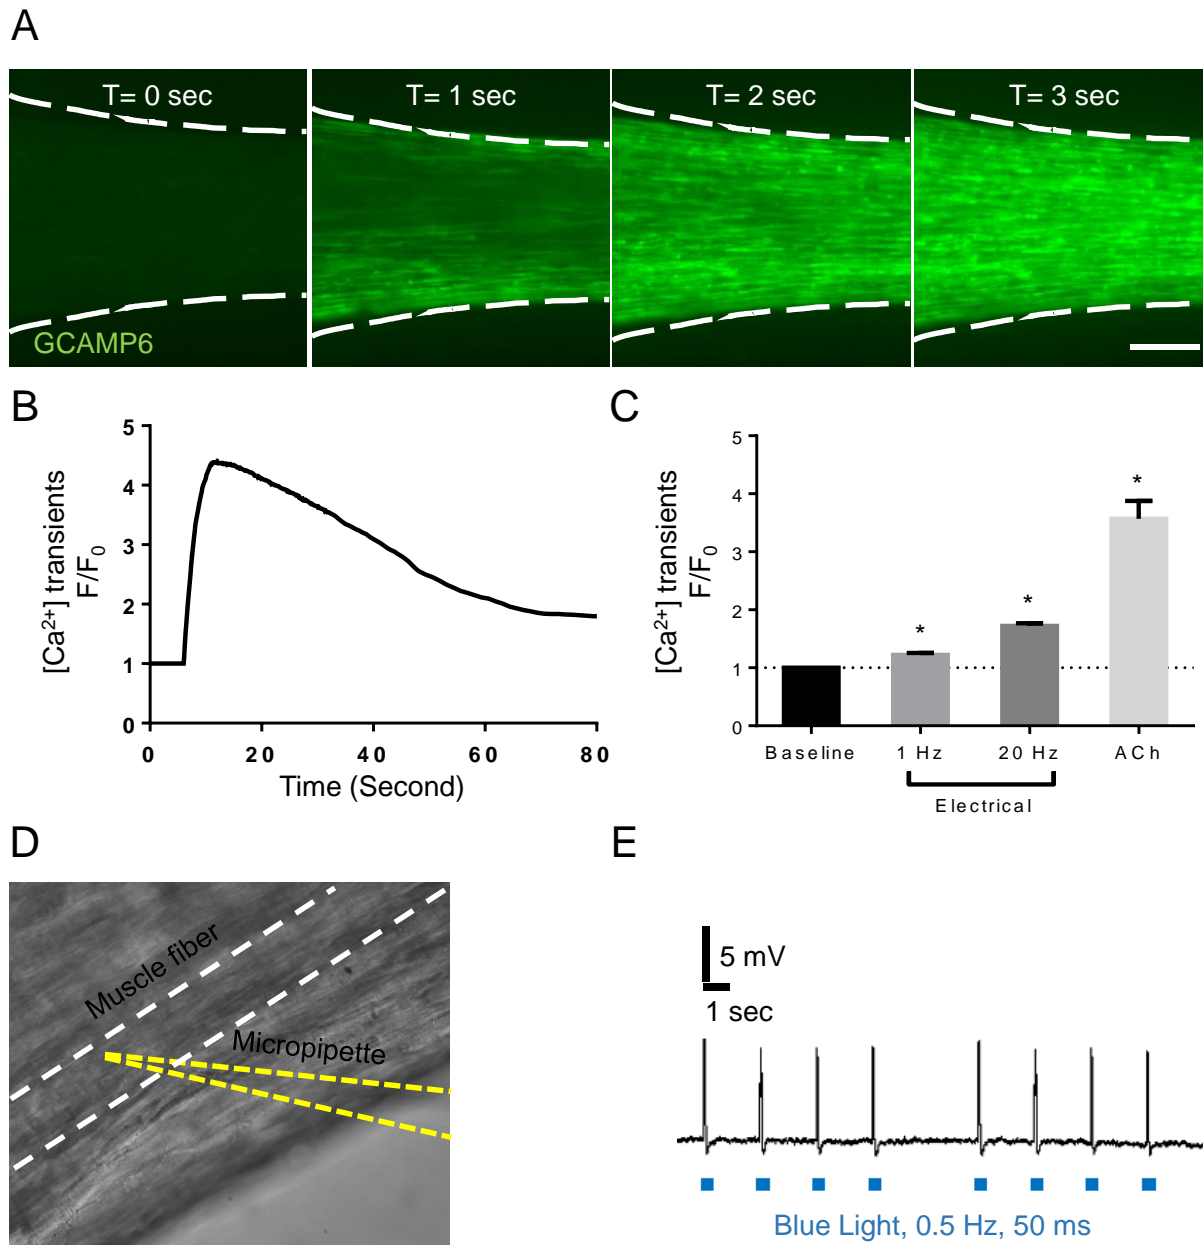 A
T= 0 sec
T= 1 sec
T= 2 sec
T= 3 sec
GCAMP6
B
[Ca²⁺] transients
F/F₀
5
4
3
2
1
0
0 20 40 60 80
Time (Second)
C
[Ca²⁺] transients
F/F₀
5
4
3
2
1
0
* * *
Baseline 1 Hz 20 Hz ACh
Electrical
D
Muscle fiber
Micropipette
E
5 mV
1 sec
Blue Light, 0.5 Hz, 50 ms